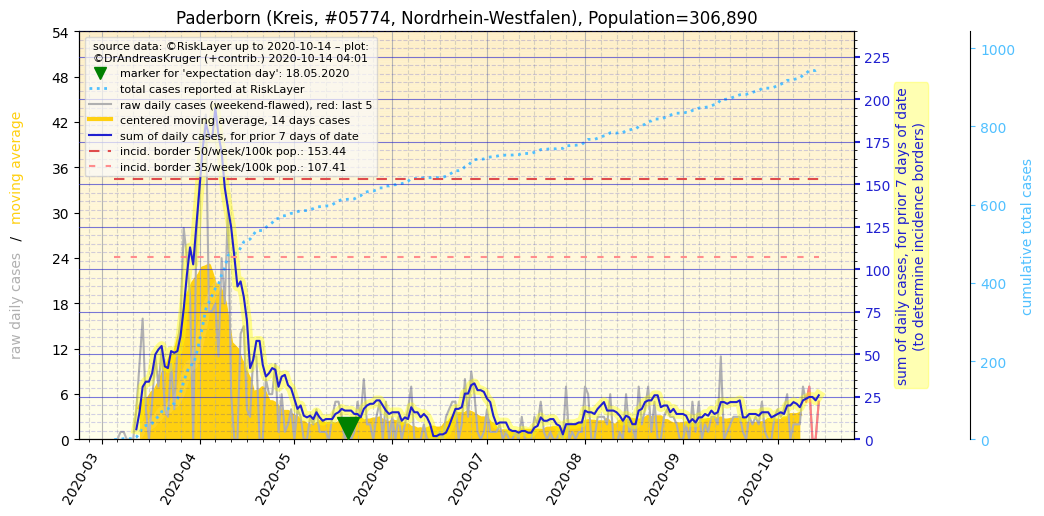 Paderborn (Kreis, #05774, Nordrhein-Westfalen), Population=306,890
source data: ©RiskLayer up to 2020-10-14 – plot:
©DrAndreasKruger (+contrib.) 2020-10-14 04:01
marker for 'expectation day': 18.05.2020
total cases reported at RiskLayer
raw daily cases (weekend-flawed), red: last 5
centered moving average, 14 days cases
sum of daily cases, for prior 7 days of date
incid. border 50/week/100k pop.: 153.44
incid. border 35/week/100k pop.: 107.41
raw daily cases / moving average
54
48
42
36
30
24
18
12
6
0
2020-03
2020-04
2020-05
2020-06
2020-07
2020-08
2020-09
2020-10
225
200
175
150
125
100
75
50
25
0
sum of daily cases, for prior 7 days of date
(to determine incidence borders)
1000
800
600
400
200
0
cumulative total cases